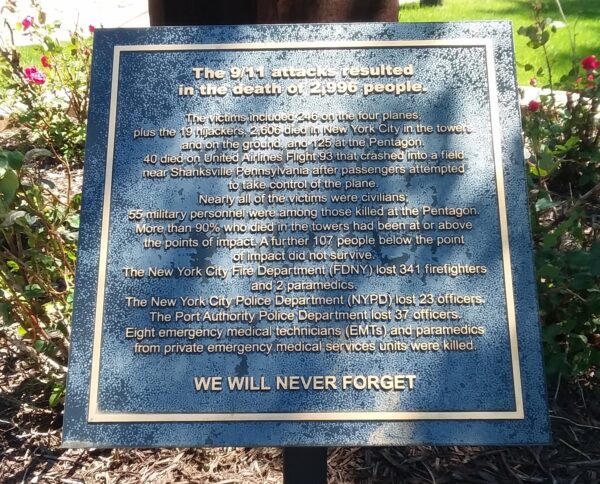 The 9/11 attacks resulted
in the death of 2,996 people.
The victims included 246 on the four planes,
plus the 19 hijackers, 2,606 died in New York City in the towers
and on the ground, and 125 at the Pentagon.
40 died on United Airlines Flight 93 that crashed into a field
near Shanksville Pennsylvania after passengers attempted
to take control of the plane.
Nearly all of the victims were civilians;
55 military personnel were among those killed at the Pentagon.
More than 90% who died in the towers had been at or above
the points of impact. A further 107 people below the point
of impact did not survive.
The New York City Fire Department (FDNY) lost 341 firefighters
and 2 paramedics.
The New York City Police Department (NYPD) lost 23 officers.
The Port Authority Police Department lost 37 officers.
Eight emergency medical technicians (EMTs) and paramedics
from private emergency medical services units were killed.
WE WILL NEVER FORGET